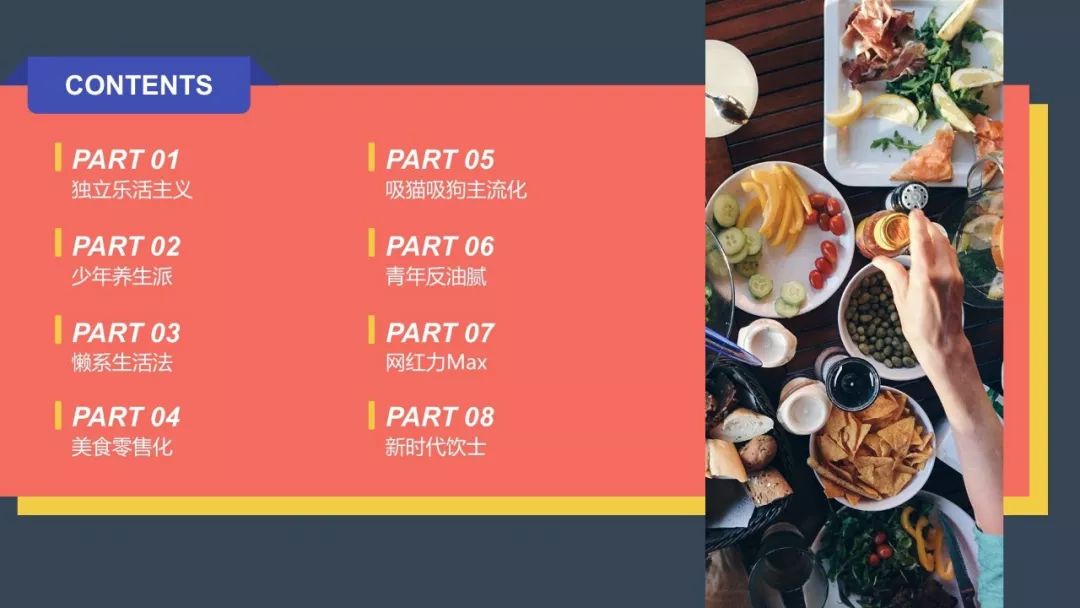 CONTENTS
PART 01
独立乐活主义
PART 02
少年养生派
PART 03
懒系生活法
PART 04
美食零售化
PART 05
吸猫吸狗主流化
PART 06
青年反油腻
PART 07
网红力Max
PART 08
新时代饮士